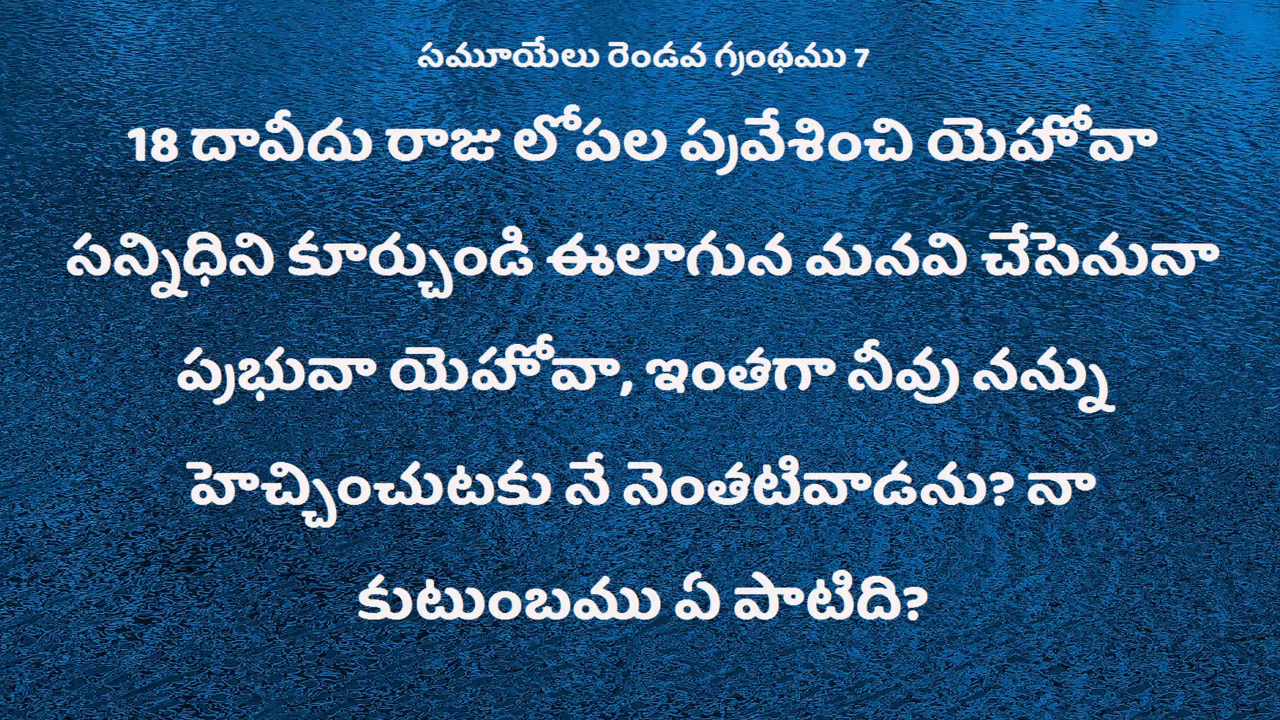 సమూయేలు రెండవ గ్రంథము 7
18 దావీదు రాజు లోపల ప్రవేశించి యెహోవా
సన్నిధిని కూర్చుండి ఈలాగున మనవి చేసెనునా
ప్రభువా యెహోవా, ఇంతగా నీవు నన్ను
హెచ్చించుటకు నే నెంతటివాడను? నా
కుటుంబము ఏ పాటిది?